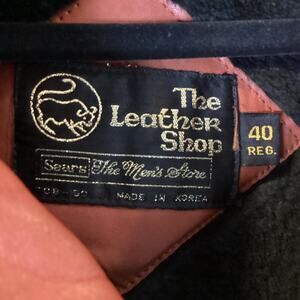 The
Leather
Shop
40
REG.
Sears The Men's Store
MADE IN KOREA